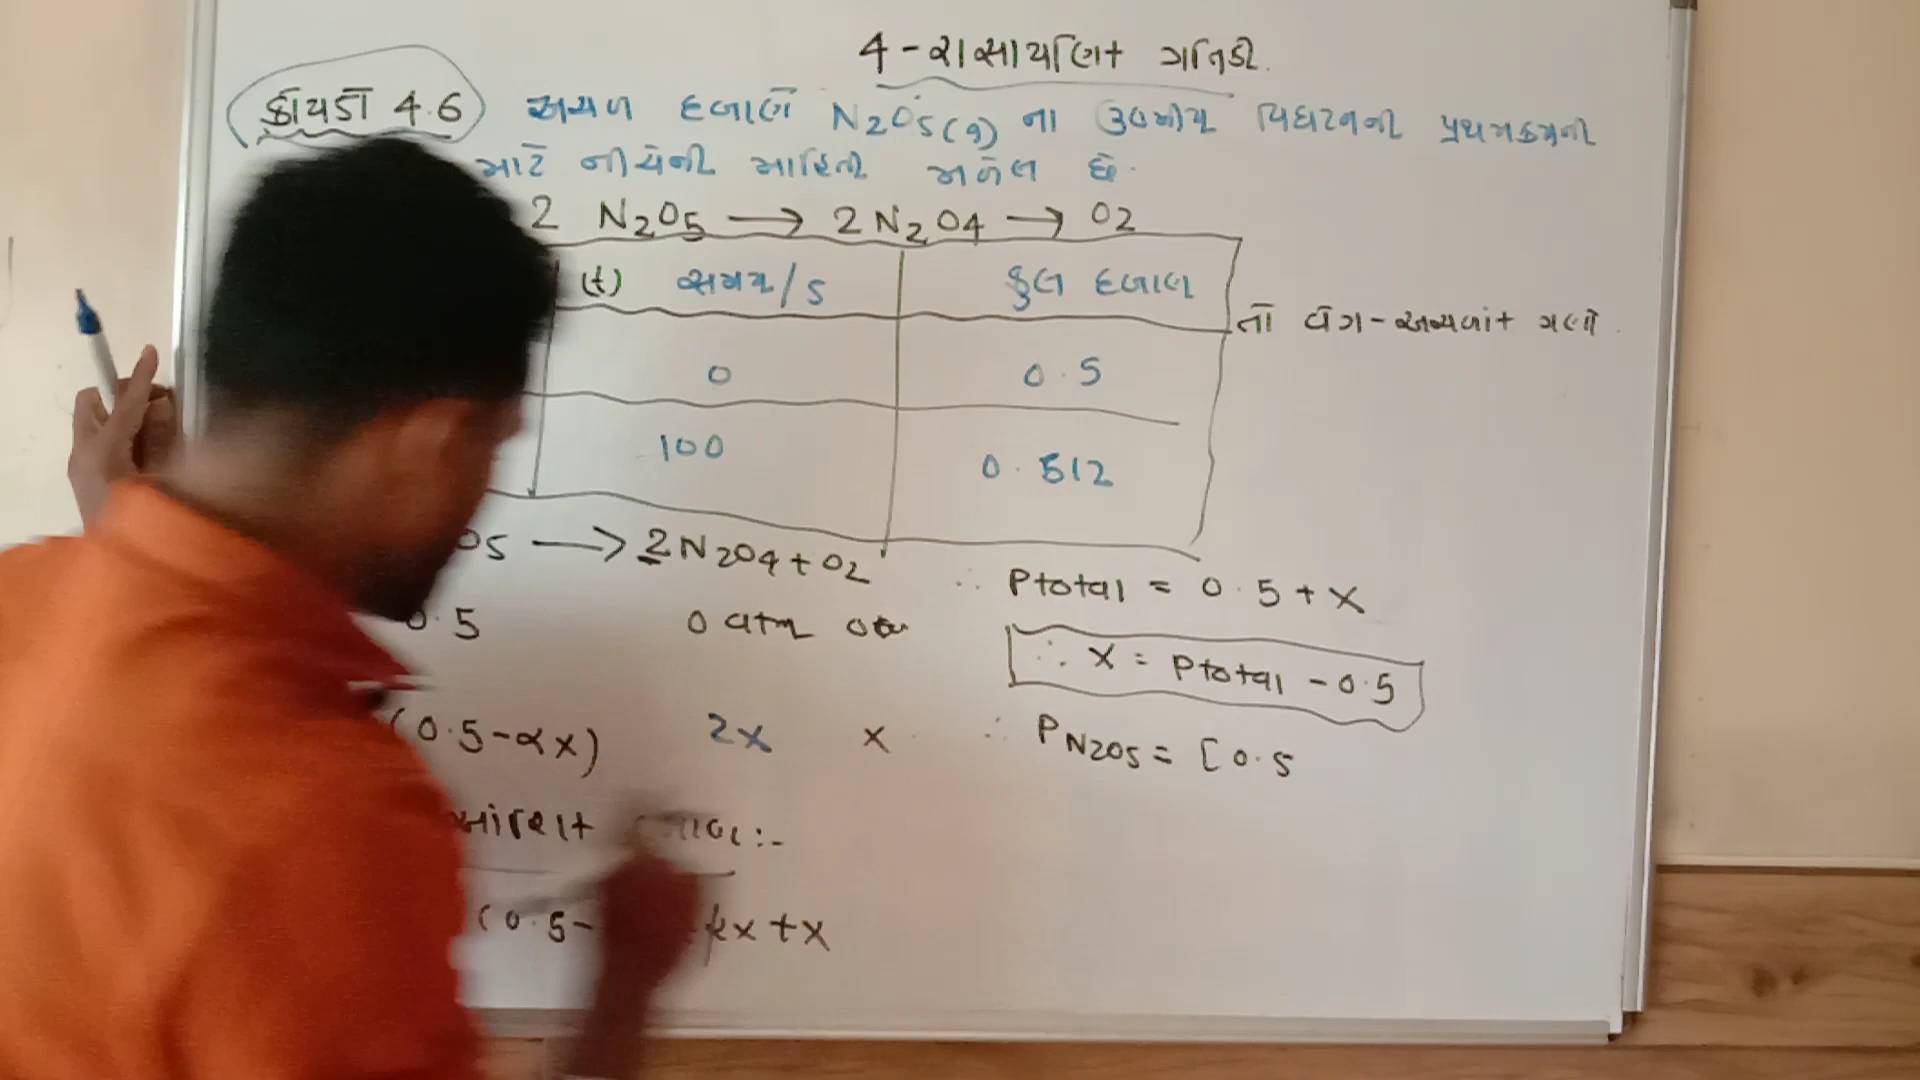 4-રાસાયણિક ગતિકી.
કોયડો 4.6 અચળ દબાણે N2O5(g) ના ઉષ્મીય વિઘટનની પ્રથમક્રમની
માટે નીચેની માહિતી મળેલ છે.
2 N2O5 → 2N2O4 → O2
(t) સમય/S કુલ દબાણ
તો વેગ-અચળાંક ગણો.
0 0.5
100 0.512
O5 → 2N2O4+O2
0.5 0 atm
(0.5-2x) 2x x
આંશિક :-
(0.5- x+x
∴ Ptotal = 0.5+x
∴ x = Ptotal - 0.5
∴ PN2O5 = [0.5